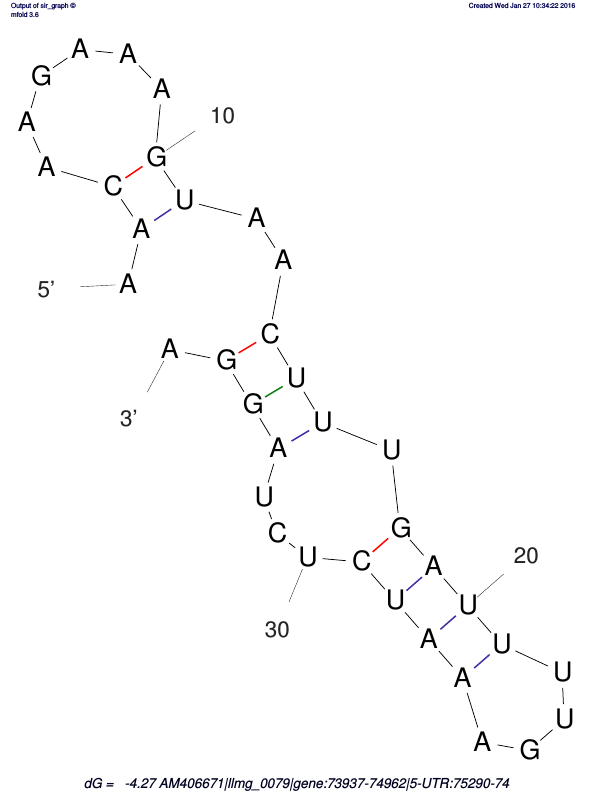 Output of sir_graph ©
mfold 3.6
Created Wed Jan 27 10:34:22 2016
A A
G A
A 10
A G
C U A
A A
5' A
A G C
3' G U
A U U
U
C G
U C A 20
30 U U
A U
A U
U
A G
dG = -4.27 AM406671|llmg_0079|gene:73937-74962|5-UTR:75290-74